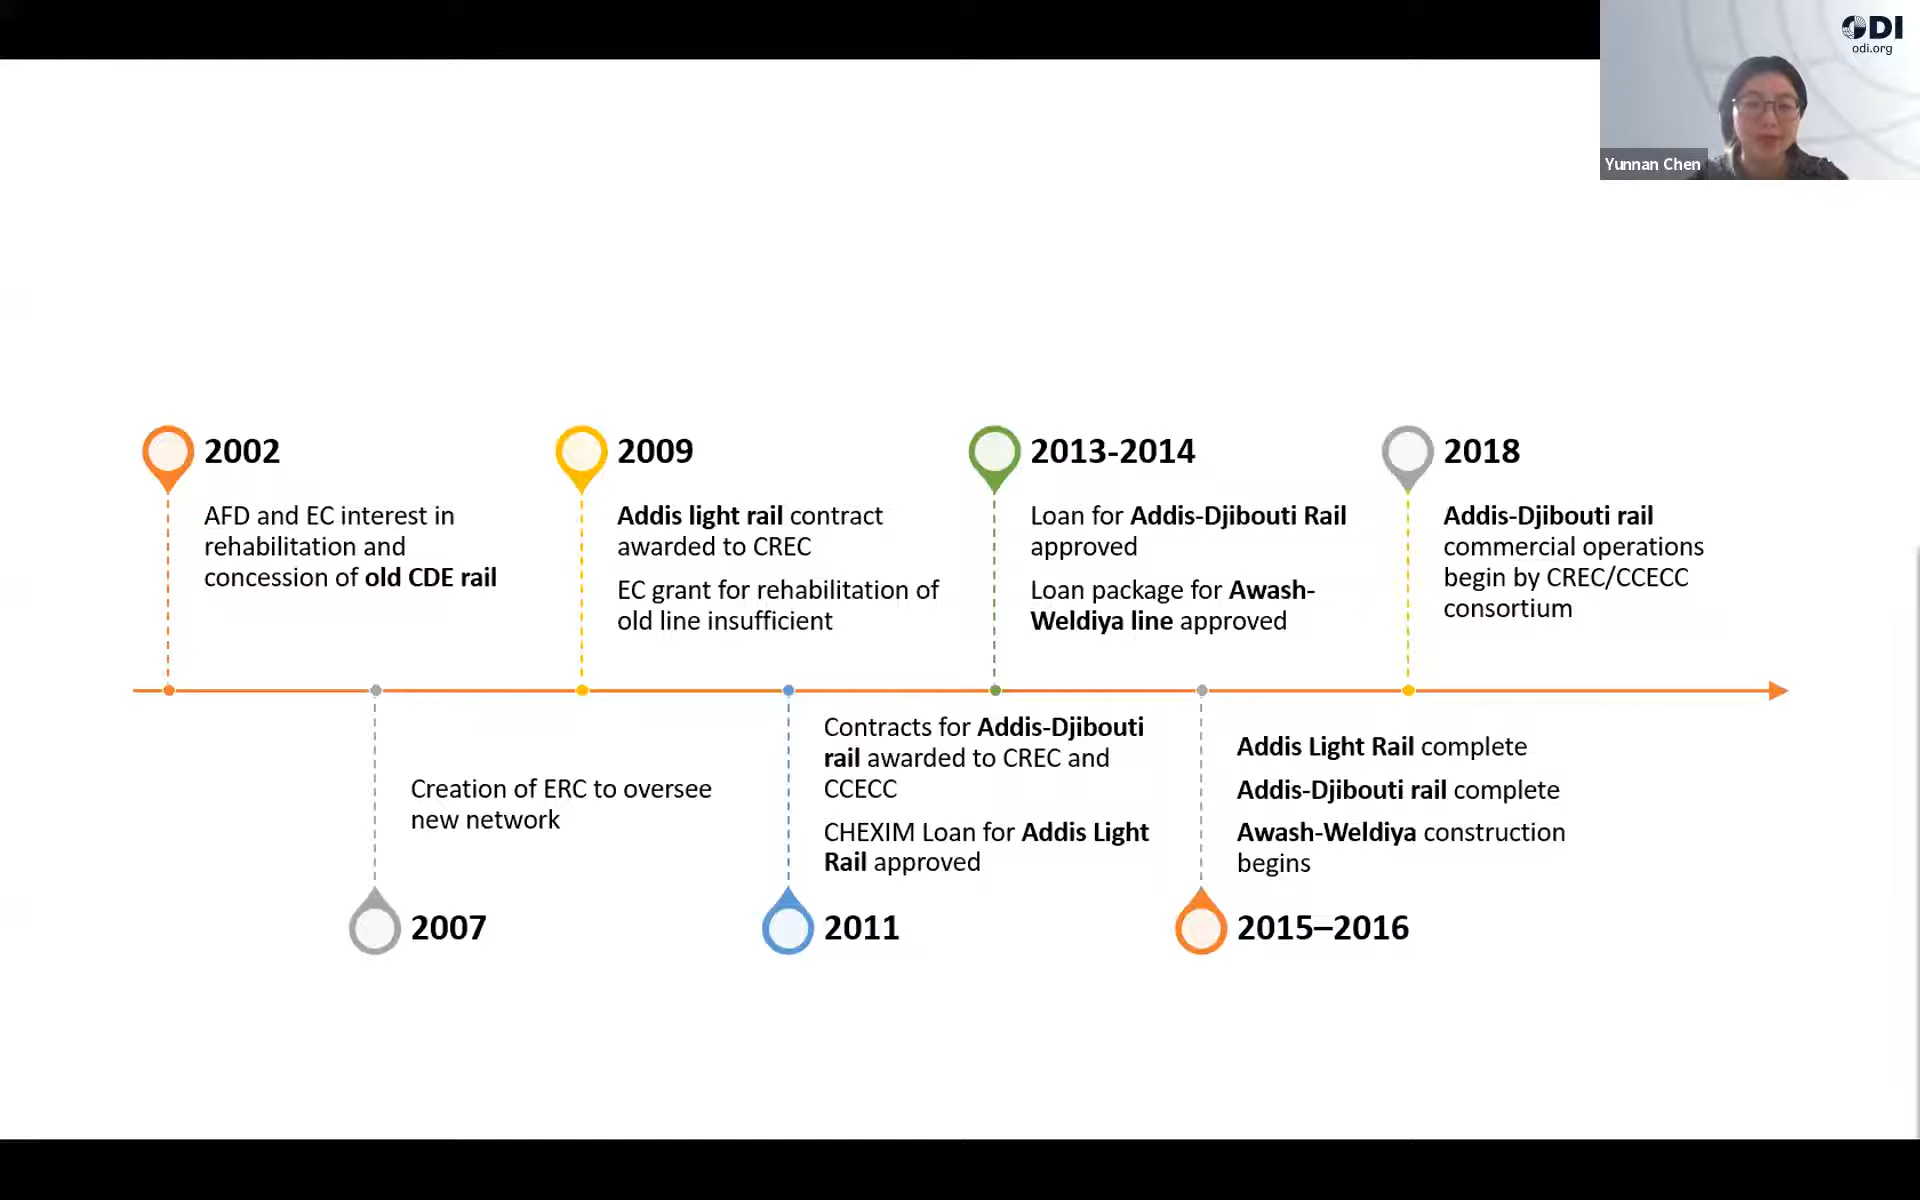 ODI
odi.org
Yunnan Chen
2002
AFD and EC interest in
rehabilitation and
concession of old CDE rail
2009
Addis light rail contract
awarded to CREC
EC grant for rehabilitation of
old line insufficient
2013-2014
Loan for Addis-Djibouti Rail
approved
Loan package for Awash-
Weldiya line approved
2018
Addis-Djibouti rail
commercial operations
begin by CREC/CCECC
consortium
Creation of ERC to oversee
new network
2007
Contracts for Addis-Djibouti
rail awarded to CREC and
CCECC
CHEXIM Loan for Addis Light
Rail approved
2011
Addis Light Rail complete
Addis-Djibouti rail complete
Awash-Weldiya construction
begins
2015–2016